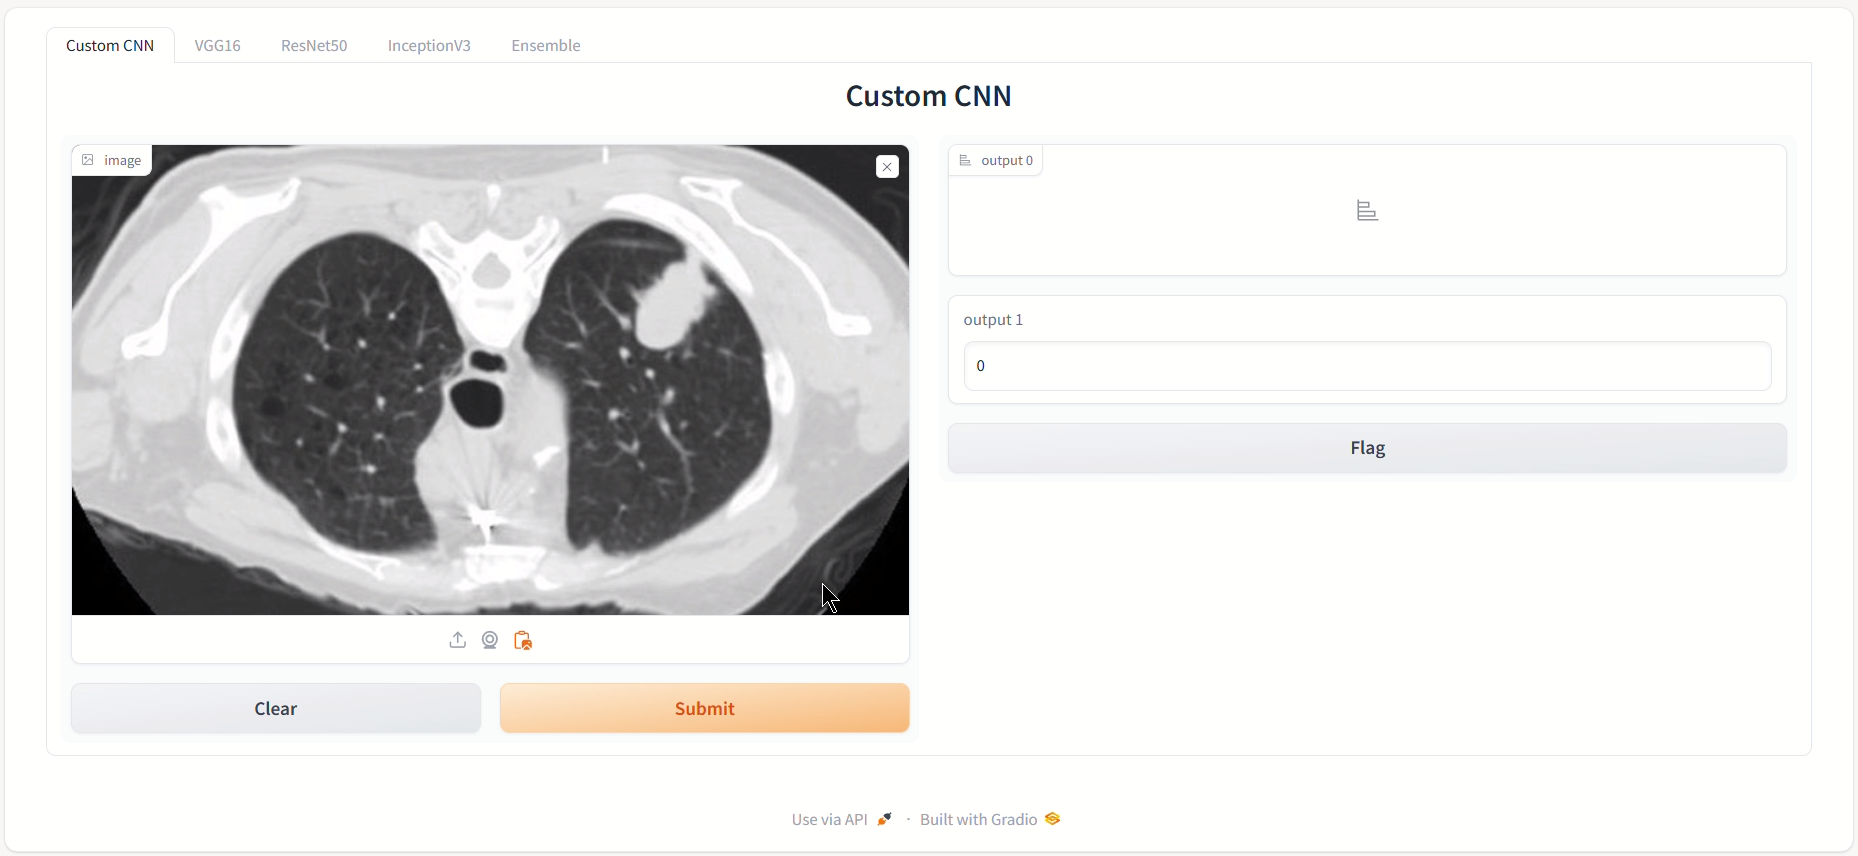 Custom CNN VGG16 ResNet50 InceptionV3 Ensemble
Custom CNN
image
output 0
output 1
0
Flag
Clear Submit
Use via API · Built with Gradio